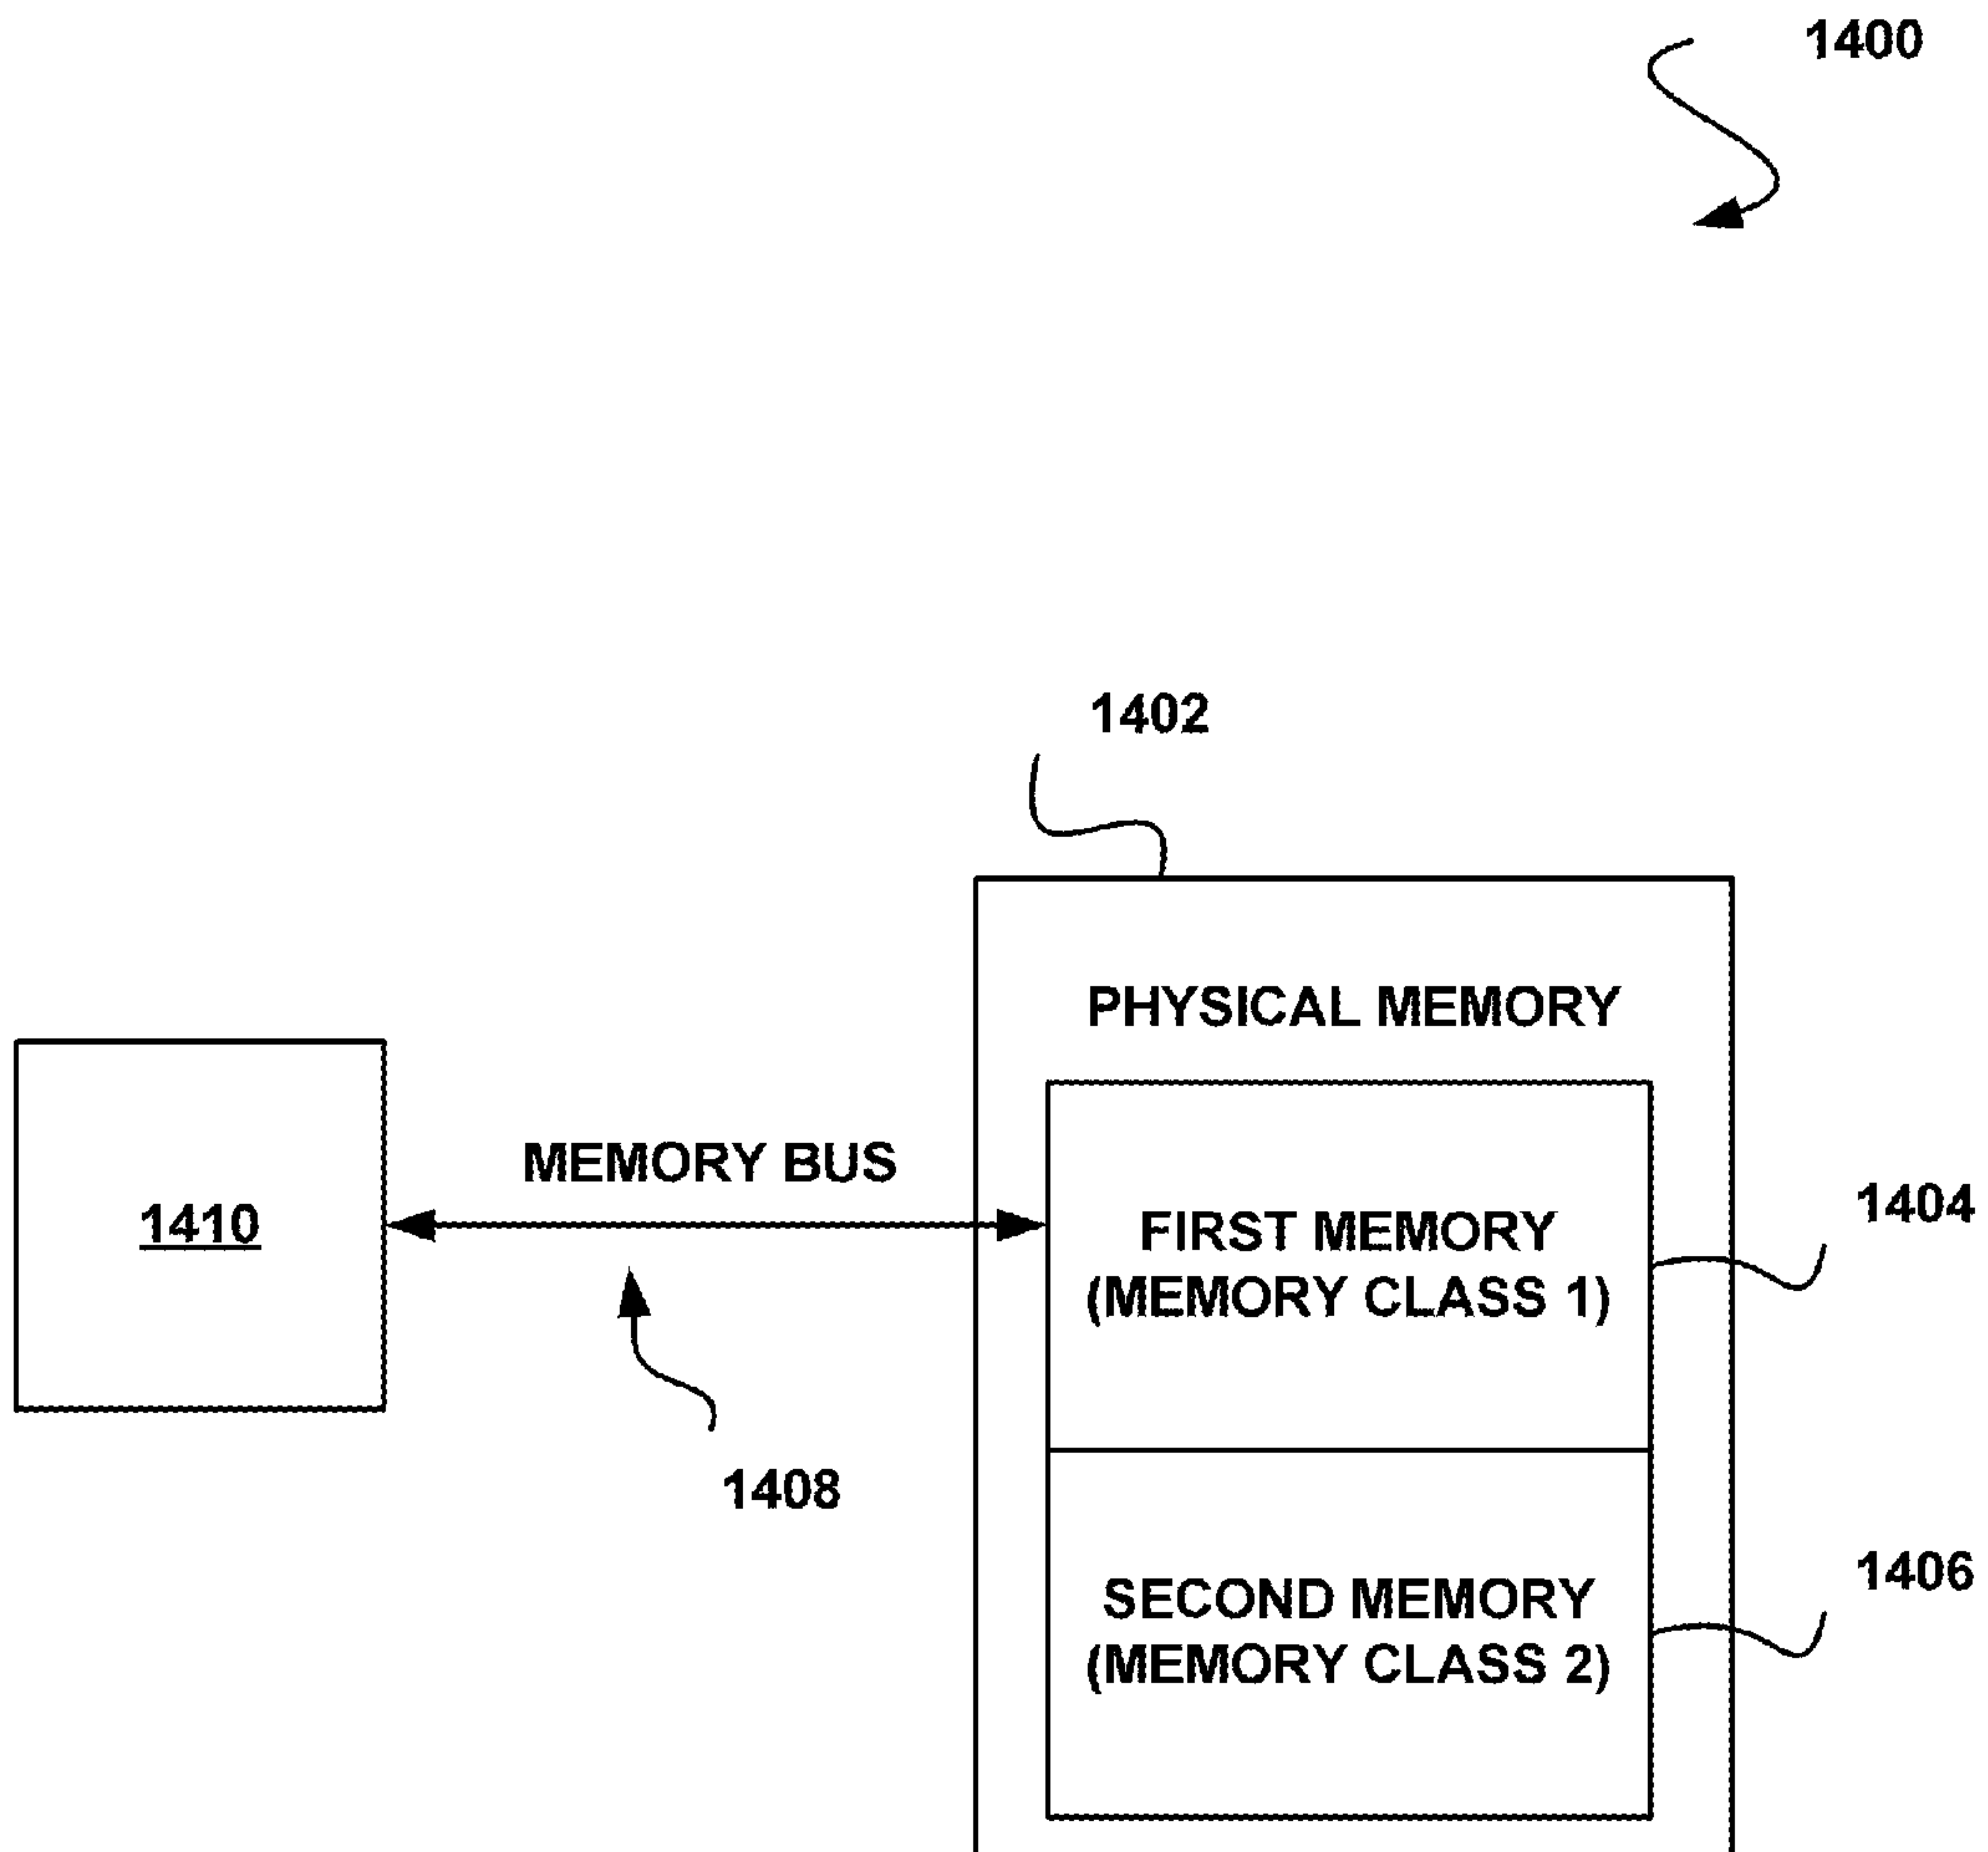 1400
1402
PHYSICAL MEMORY
MEMORY BUS
1410
FIRST MEMORY
(MEMORY CLASS 1)
1404
1408
SECOND MEMORY
(MEMORY CLASS 2)
1406